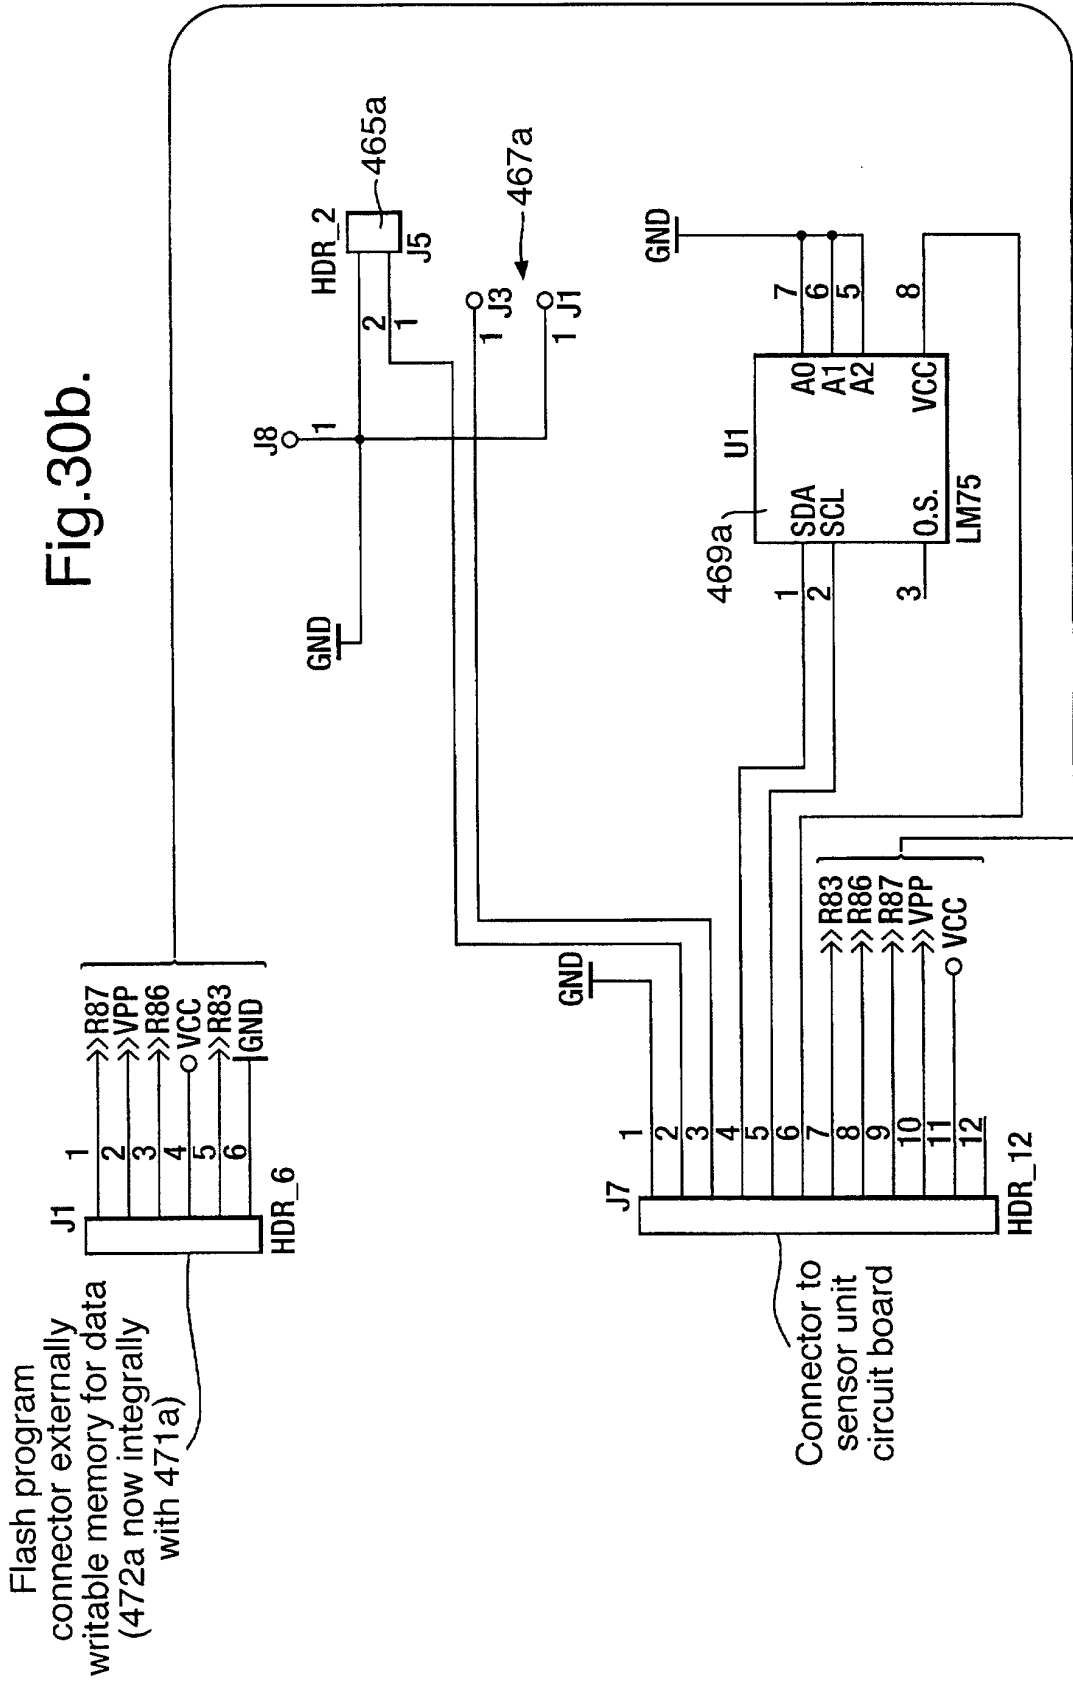 Fig.30b.
Flash program
connector externally
writable memory for data
(472a now integrally
with 471a)
J1
1
2
3
4
5
6
R87
VPP
R86
VCC
R83
GND
HDR_6
GND
J8
1
HDR_2
2
1
J5
465a
1
J3
467a
1
J1
Connector to
sensor unit
circuit board
J7
1
2
3
4
5
6
7
8
9
10
11
12
HDR_12
GND
R83
R86
R87
VPP
VCC
469a
U1
1
2
3
SDA
SCL
O.S.
A0
A1
A2
VCC
7
6
5
8
LM75
GND